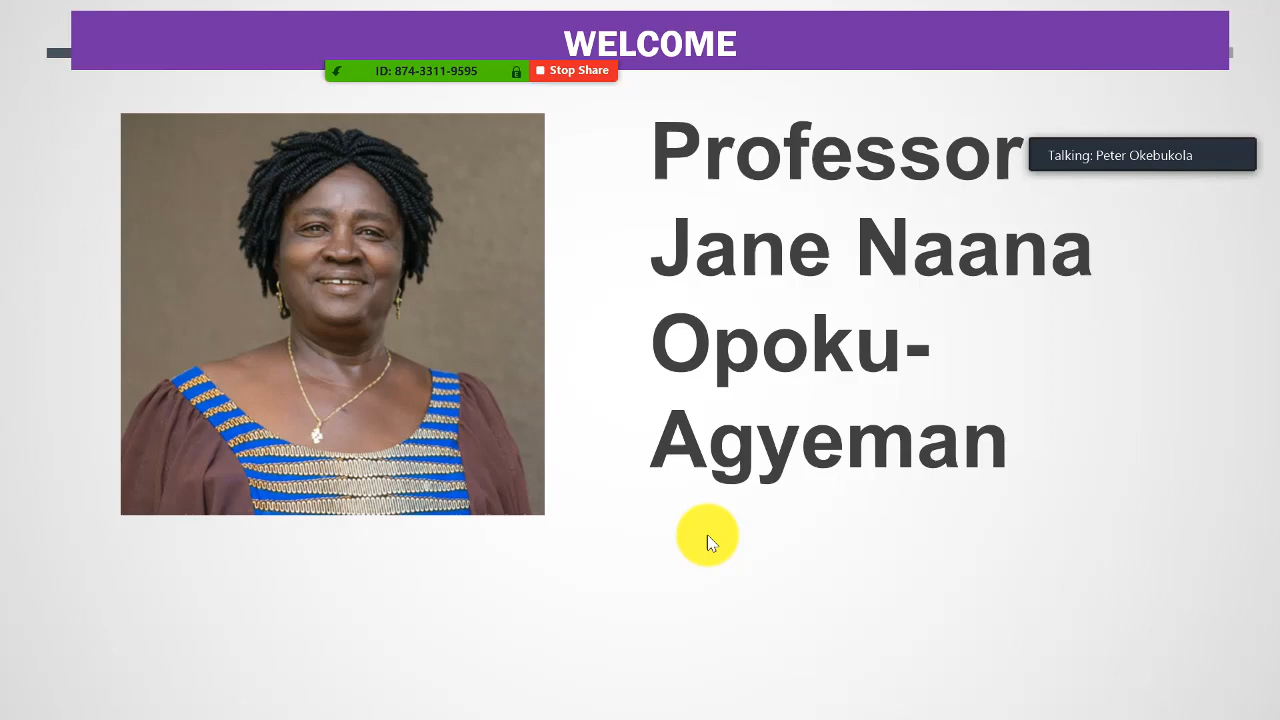 WELCOME
ID: 874-3311-9595
Stop Share
Professor
Talking: Peter Okebukola
Jane Naana
Opoku-
Agyeman